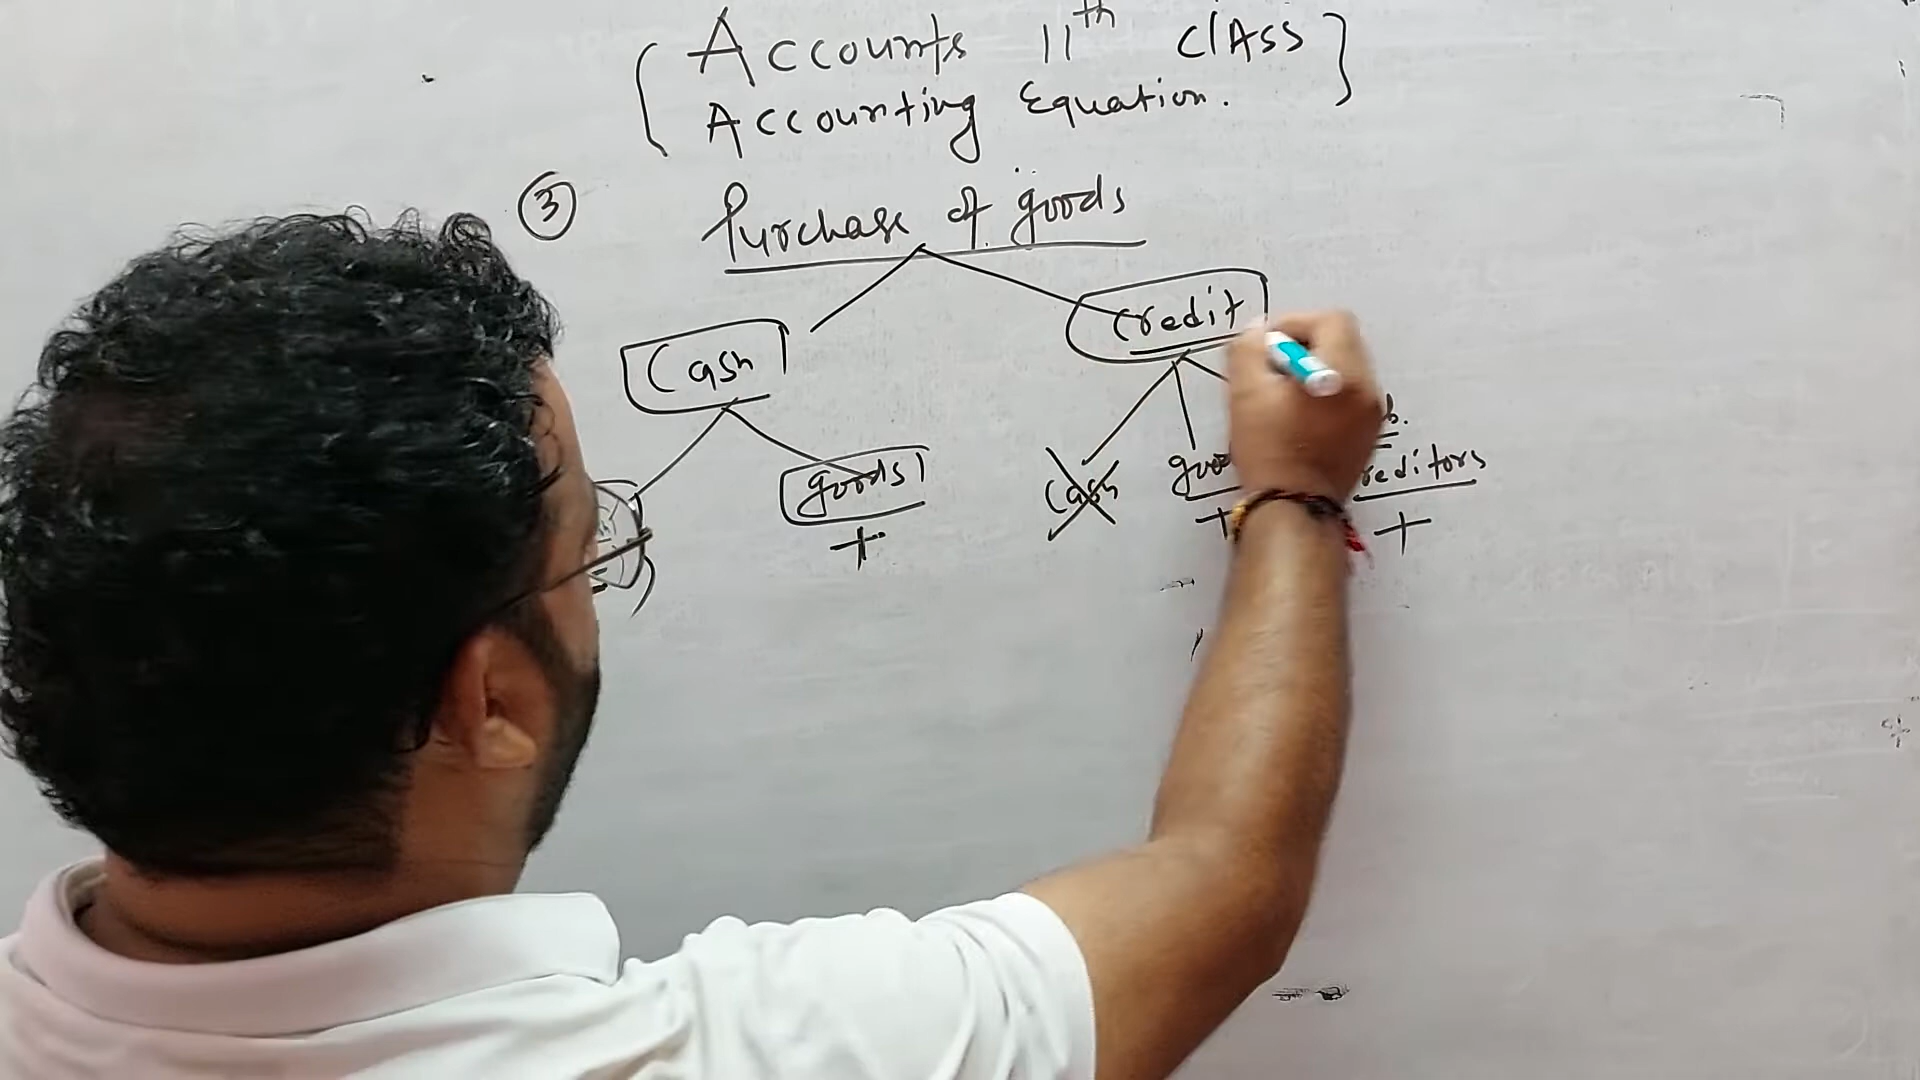 Accounts 11th ClAss
Accounting Equation.
③
Purchase of goods
Cash
Credit
goods
+
Cash
+
+